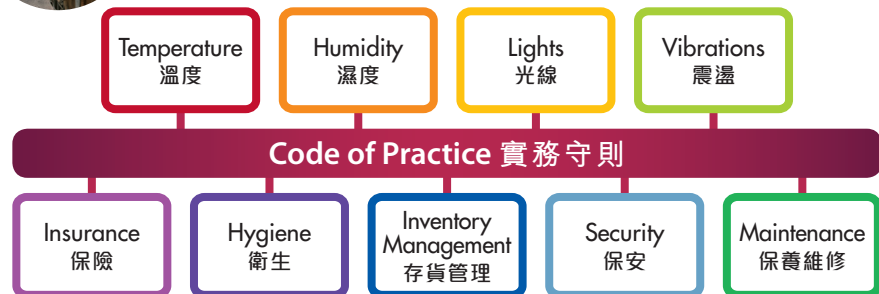 Temperature
溫度
Humidity
濕度
Lights
光線
Vibrations
震盪
Code of Practice 實務守則
Insurance
保險
Hygiene
衛生
Inventory
Management
存貨管理
Security
保安
Maintenance
保養維修